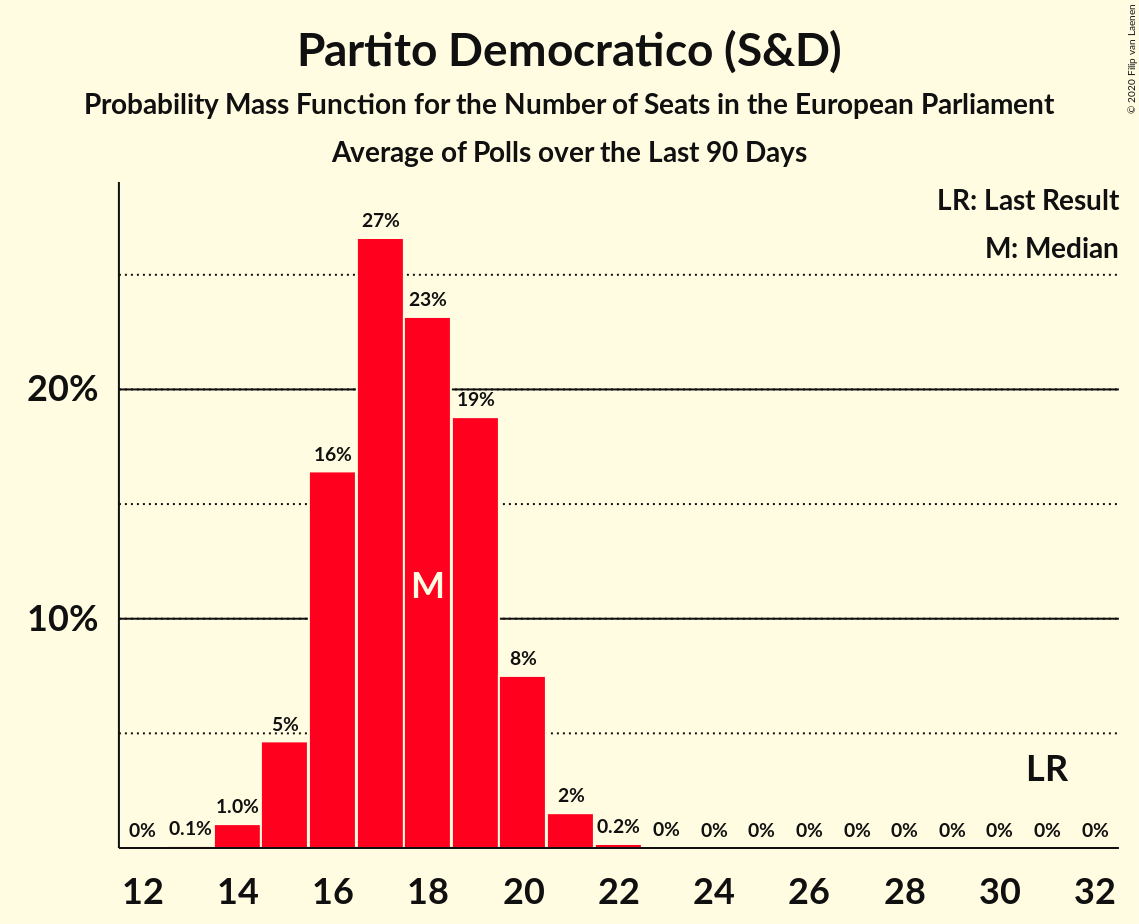 Partito Democratico (S&D)
Probability Mass Function for the Number of Seats in the European Parliament
Average of Polls over the Last 90 Days
© 2020 Filip van Laenen
LR: Last Result
M: Median
27%
23%
20%
19%
16%
M
10%
8%
5%
LR
2%
1.0%
0% 0.1% 0.2% 0% 0% 0% 0% 0% 0% 0% 0% 0% 0%
12 14 16 18 20 22 24 26 28 30 32